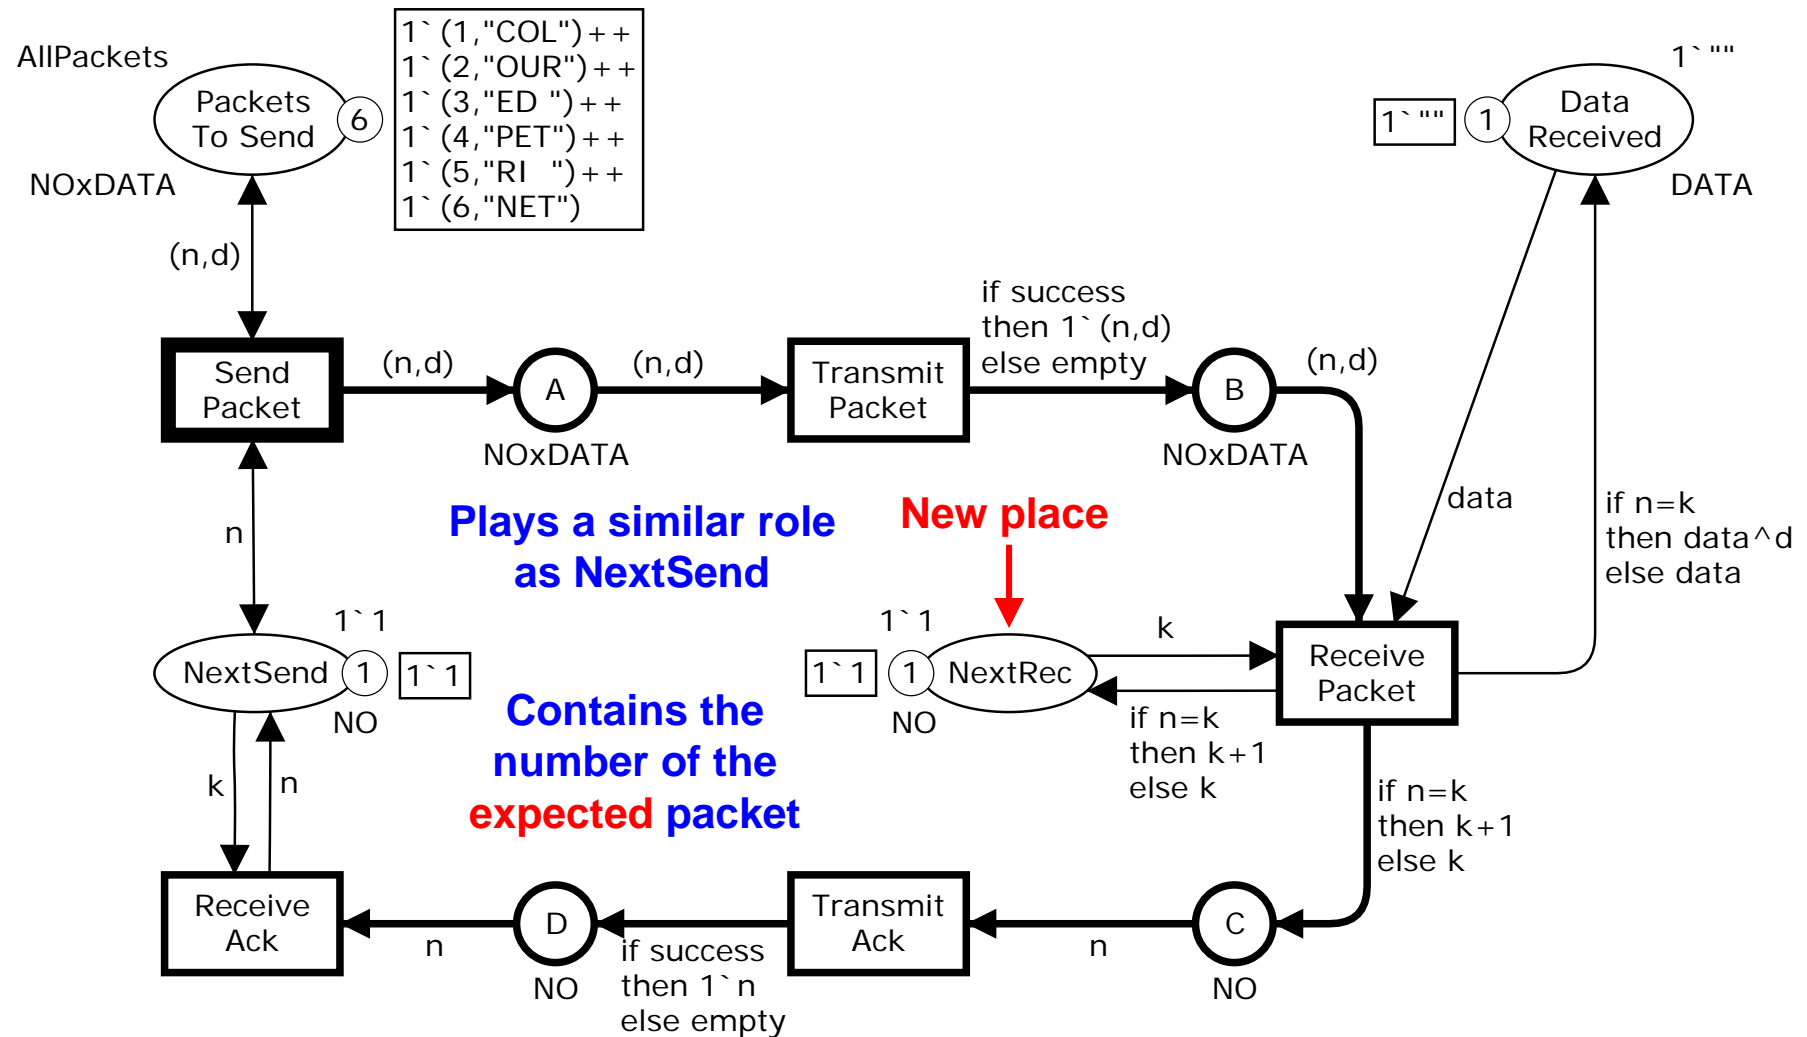 AllPackets
Packets
To Send
6
NOxDATA
1`(1,"COL")++
1`(2,"OUR")++
1`(3,"ED ")++
1`(4,"PET")++
1`(5,"RI  ")++
1`(6,"NET")
1`""
1`""
1
Data
Received
DATA
(n,d)
Send
Packet
(n,d)
A
NOxDATA
(n,d)
Transmit
Packet
if success
then 1`(n,d)
else empty
B
NOxDATA
(n,d)
data
if n=k
then data^d
else data
n
Plays a similar role
as NextSend
New place
NextSend
1`1
1
1`1
NO
1`1
1`1
1
NextRec
NO
k
if n=k
then k+1
else k
Receive
Packet
Contains the
number of the
expected packet
if n=k
then k+1
else k
k
n
Receive
Ack
n
D
NO
if success
then 1`n
else empty
Transmit
Ack
n
C
NO